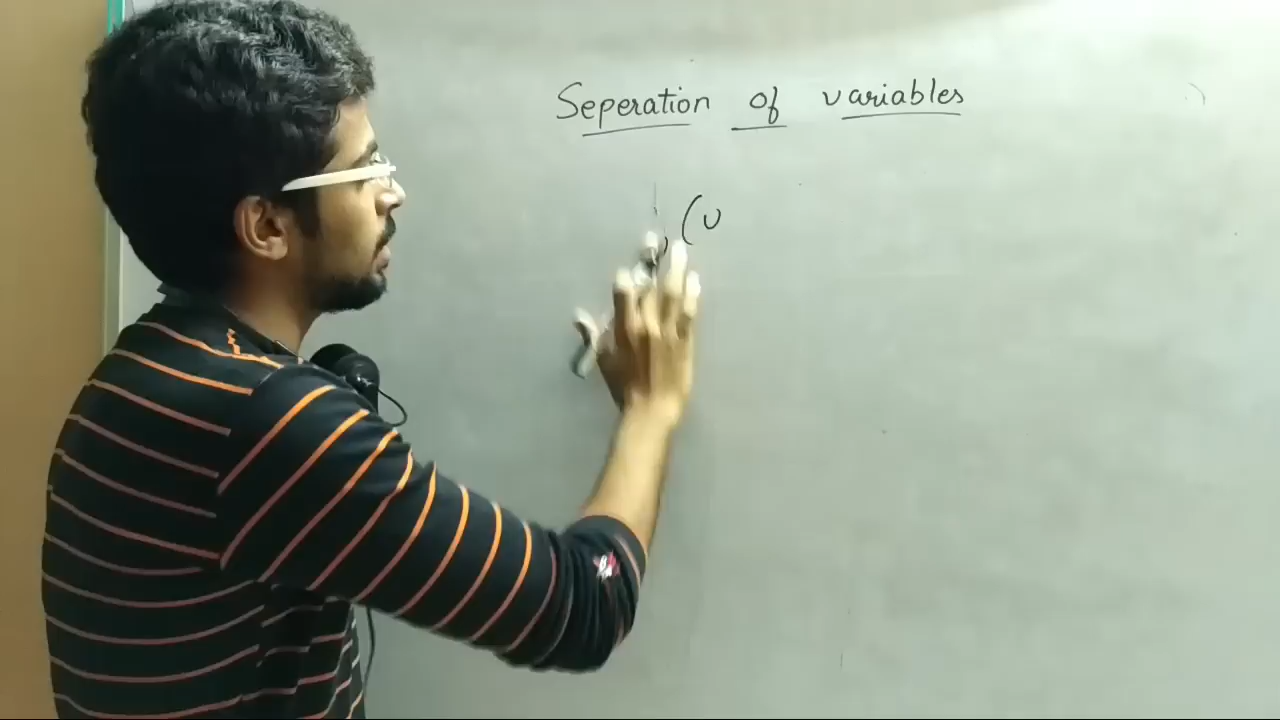 Seperation of variables
, (υ